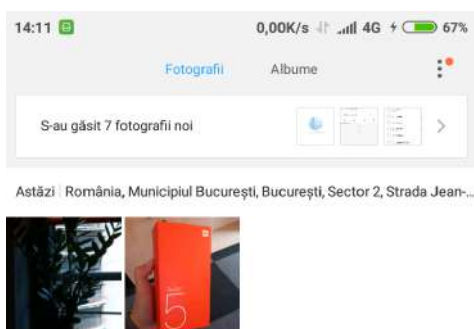 14:11 0,00K/s 4G 67%
Fotografii Albume
S-au găsit 7 fotografii noi
Astăzi România, Municipiul București, București, Sector 2, Strada Jean-...
5